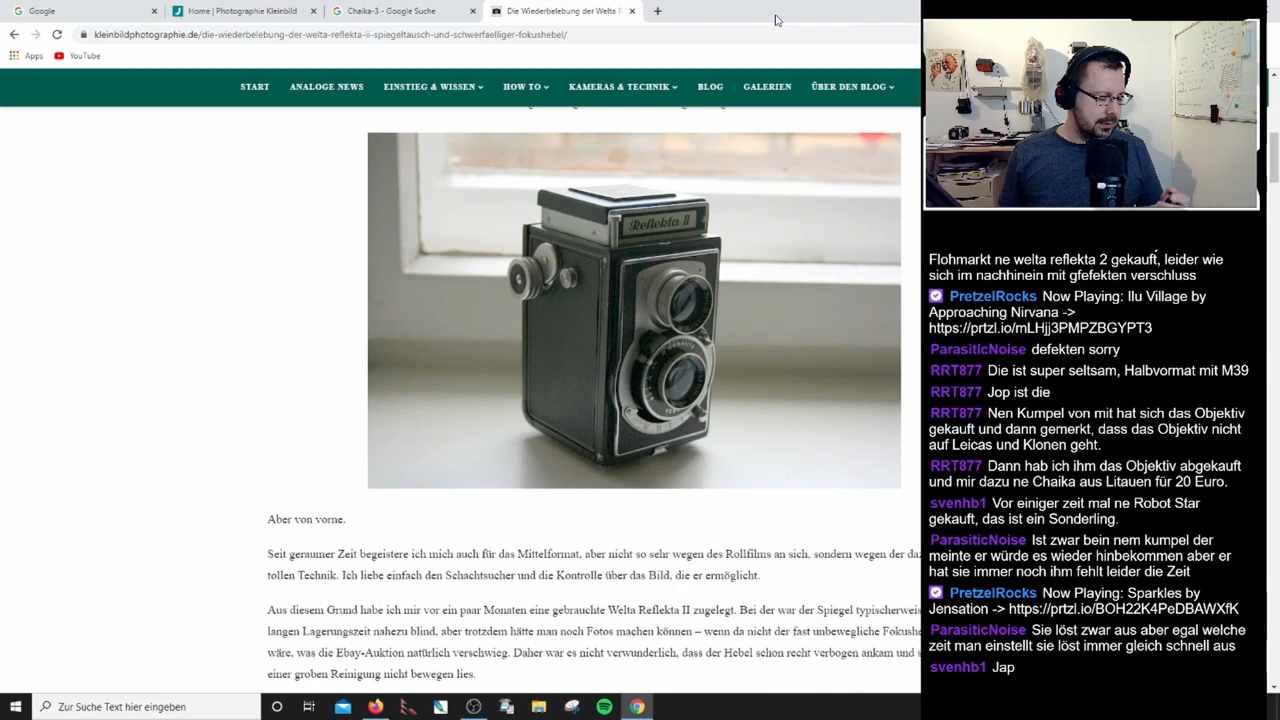 Google
Home | Photographie Kleinbild
Chaika-3 - Google Suche
Die Wiederbelebung der Welta R
kleinbildphotographie.de/die-wiederbelebung-der-welta-reflekta-ii-spiegeltausch-und-schwerfaelliger-fokushebel/
Apps
YouTube
START
ANALOGE NEWS
EINSTIEG & WISSEN
HOW TO
KAMERAS & TECHNIK
BLOG
GALERIEN
ÜBER DEN BLOG
Reflekta II
Aber von vorne.
Seit geraumer Zeit begeistere ich mich auch für das Mittelformat, aber nicht so sehr wegen des Rollfilms an sich, sondern wegen der daz
tollen Technik. Ich liebe einfach den Schachtsucher und die Kontrolle über das Bild, die er ermöglicht.
Aus diesem Grund habe ich mir vor ein paar Monaten eine gebrauchte Welta Reflekta II zugelegt. Bei der war der Spiegel typischerweis
langen Lagerungszeit nahezu blind, aber trotzdem hätte man noch Fotos machen können – wenn da nicht der fast unbewegliche Fokushe
wäre, was die Ebay-Auktion natürlich verschwieg. Daher war es nicht verwunderlich, dass der Hebel schon recht verbogen ankam und s
einer groben Reinigung nicht bewegen lies.
Zur Suche Text hier eingeben
Flohmarkt ne welta reflekta 2 gekauft, leider wie
sich im nachhinein mit gfefekten verschluss
PretzelRocks Now Playing: Ilu Village by
Approaching Nirvana ->
https://prtzl.io/mLHjj3PMPZBGYPT3
ParasiticNoise defekten sorry
RRT877 Die ist super seltsam, Halbvormat mit M39
RRT877 Jop ist die
RRT877 Nen Kumpel von mit hat sich das Objektiv
gekauft und dann gemerkt, dass das Objektiv nicht
auf Leicas und Klonen geht.
RRT877 Dann hab ich ihm das Objektiv abgekauft
und mir dazu ne Chaika aus Litauen für 20 Euro.
svenhb1 Vor einiger zeit mal ne Robot Star
gekauft, das ist ein Sonderling.
ParasiticNoise Ist zwar bein nem kumpel der
meinte er würde es wieder hinbekommen aber er
hat sie immer noch ihm fehlt leider die Zeit
PretzelRocks Now Playing: Sparkles by
Jensation -> https://prtzl.io/BOH22K4PeDBAWXfK
ParasiticNoise Sie löst zwar aus aber egal welche
zeit man einstellt sie löst immer gleich schnell aus
svenhb1 Jap